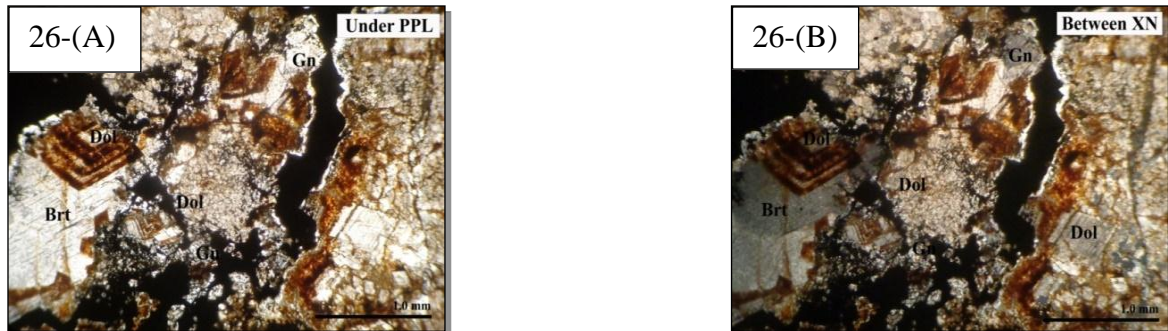 26-(A)
Under PPL
Gn
Dol
Dol
Brt
Gn
1.0 mm
26-(B)
Between XN
Gn
Dol
Dol
Brt
Dol
Gn
1.0 mm